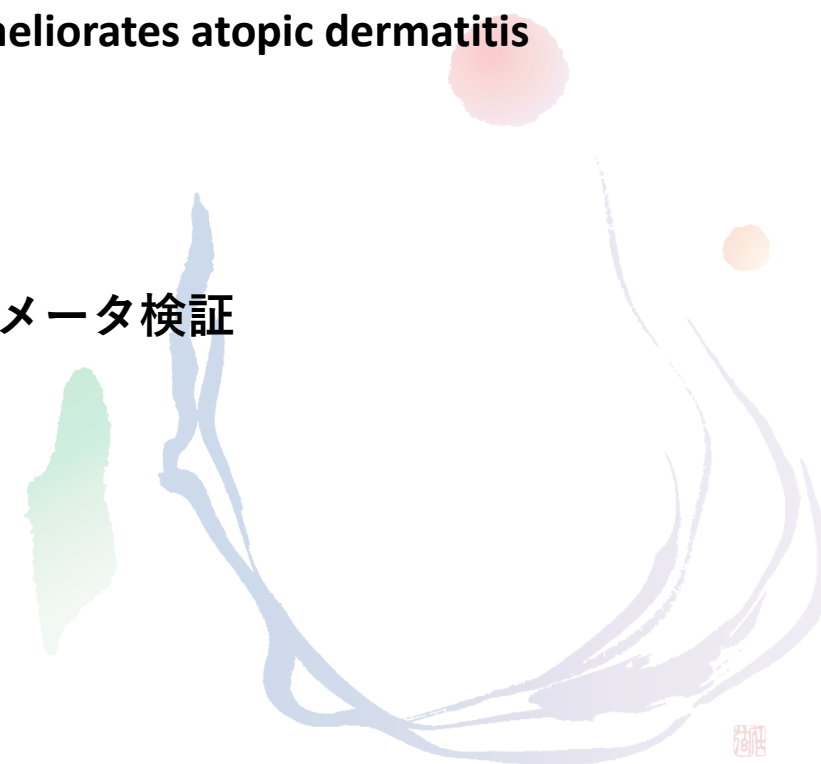 neliorates atopic dermatitis
メータ検証